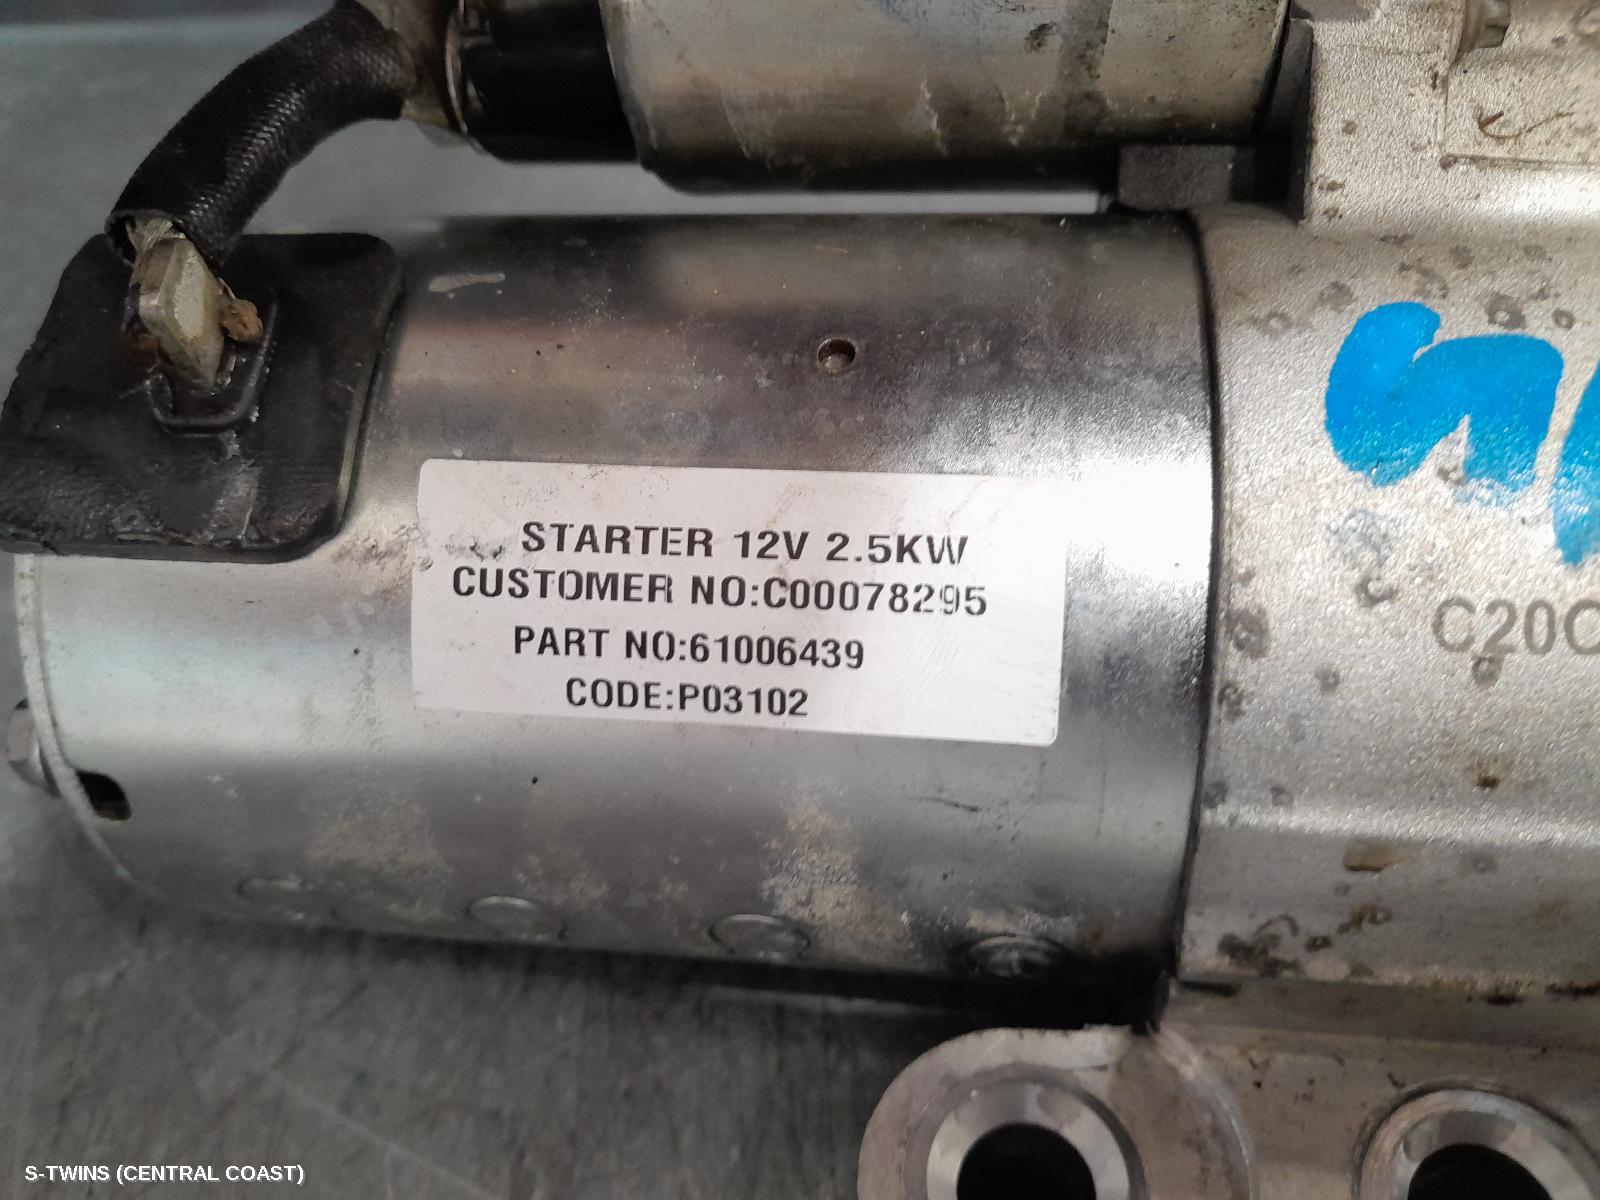 STARTER 12V 2.5KW
CUSTOMER NO:C00078295
PART NO:61006439
CODE:P03102
S-TWINS (CENTRAL COAST)